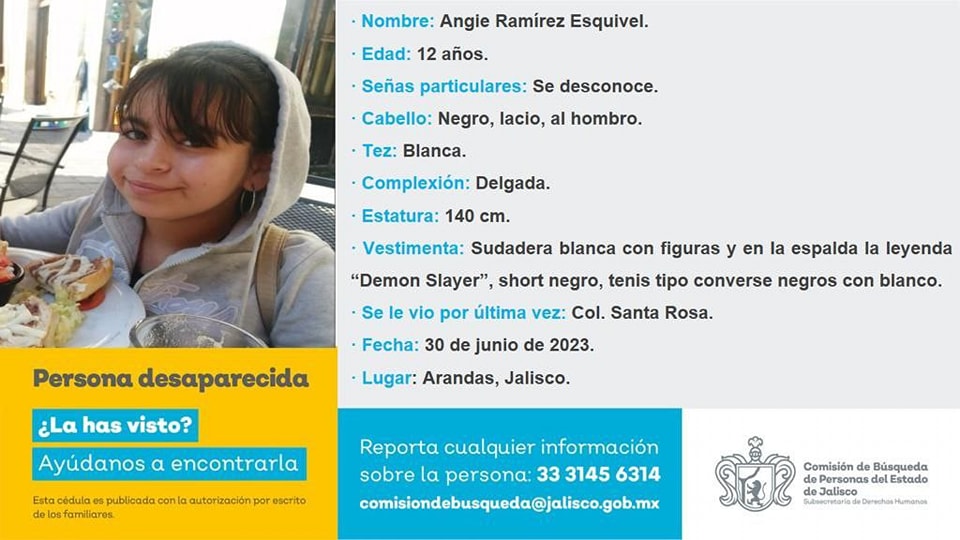 · Nombre: Angie Ramírez Esquivel.
· Edad: 12 años.
· Señas particulares: Se desconoce.
· Cabello: Negro, lacio, al hombro.
· Tez: Blanca.
· Complexión: Delgada.
· Estatura: 140 cm.
· Vestimenta: Sudadera blanca con figuras y en la espalda la leyenda
“Demon Slayer”, short negro, tenis tipo converse negros con blanco.
· Se le vio por última vez: Col. Santa Rosa.
· Fecha: 30 de junio de 2023.
· Lugar: Arandas, Jalisco.
Persona desaparecida
¿La has visto?
Ayúdanos a encontrarla
Esta cédula es publicada con la autorización por escrito
de los familiares.
Reporta cualquier información
sobre la persona: 33 3145 6314
comisiondebusqueda@jalisco.gob.mx
Comisión de Búsqueda
de Personas del Estado
de Jalisco
Subsecretaría de Derechos Humanos